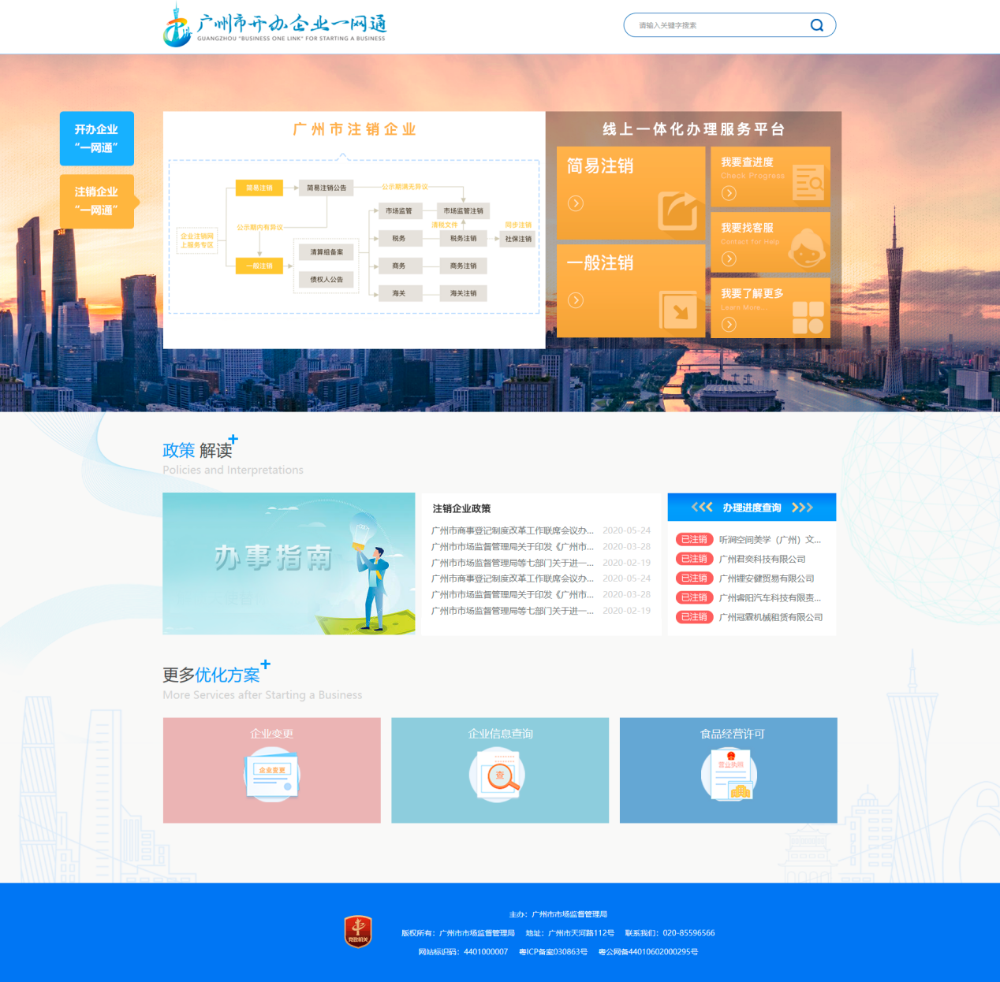 广州市开办企业一网通
GUANGZHOU "BUSINESS ONE LINK" FOR STARTING A BUSINESS
请输入关键字搜索
开办企业
“一网通”
注销企业
“一网通”
广州市注销企业
企业注销网
上服务专区
简易注销
简易注销公告
公示期满无异议
公示期内有异议
一般注销
清算组备案
债权人公告
市场监管
市场监管注销
清税文件
同步注销
税务
税务注销
社保注销
商务
商务注销
海关
海关注销
线上一体化办理服务平台
简易注销
一般注销
我要查进度
Check Progress
我要找客服
Contact for Help
我要了解更多
Learn More...
政策 解读
Policies and Interpretations
办事指南
注销企业政策
广州市商事登记制度改革工作联席会议办... 2020-05-24
广州市市场监督管理局关于印发《广州市... 2020-03-28
广州市市场监督管理局等七部门关于进一... 2020-02-19
广州市商事登记制度改革工作联席会议办... 2020-05-24
广州市市场监督管理局关于印发《广州市... 2020-03-28
广州市市场监督管理局等七部门关于进一... 2020-02-19
办理进度查询
已注销 听涧空间美学（广州）文...
已注销 广州君奕科技有限公司
已注销 广州锂安健贸易有限公司
已注销 广州睿阳汽车科技有限责...
已注销 广州冠霖机械租赁有限公司
更多优化方案
More Services after Starting a Business
企业变更
企业变更
企业信息查询
查
食品经营许可
营业执照
党政机关
主办：广州市市场监督管理局
版权所有：广州市市场监督管理局 地址：广州市天河路112号 联系我们：020-85596566
网站标识码：4401000007 粤ICP备案030863号 粤公网备44010602000295号